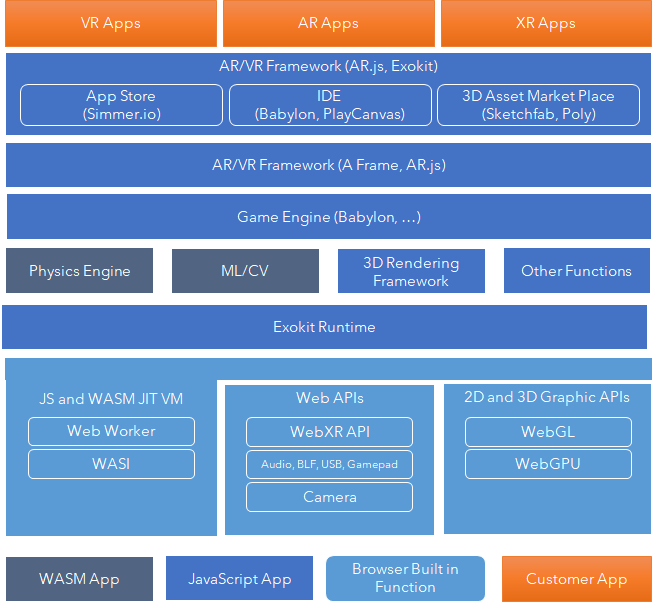 VR Apps
AR Apps
XR Apps
AR/VR Framework (AR.js, Exokit)
App Store
(Simmer.io)
IDE
(Babylon, PlayCanvas)
3D Asset Market Place
(Sketchfab, Poly)
AR/VR Framework (A Frame, AR.js)
Game Engine (Babylon, ...)
Physics Engine
ML/CV
3D Rendering
Framework
Other Functions
Exokit Runtime
JS and WASM JIT VM
Web Worker
WASI
Web APIs
WebXR API
Audio, BLF, USB, Gamepad
Camera
2D and 3D Graphic APIs
WebGL
WebGPU
WASM App
JavaScript App
Browser Built in
Function
Customer App